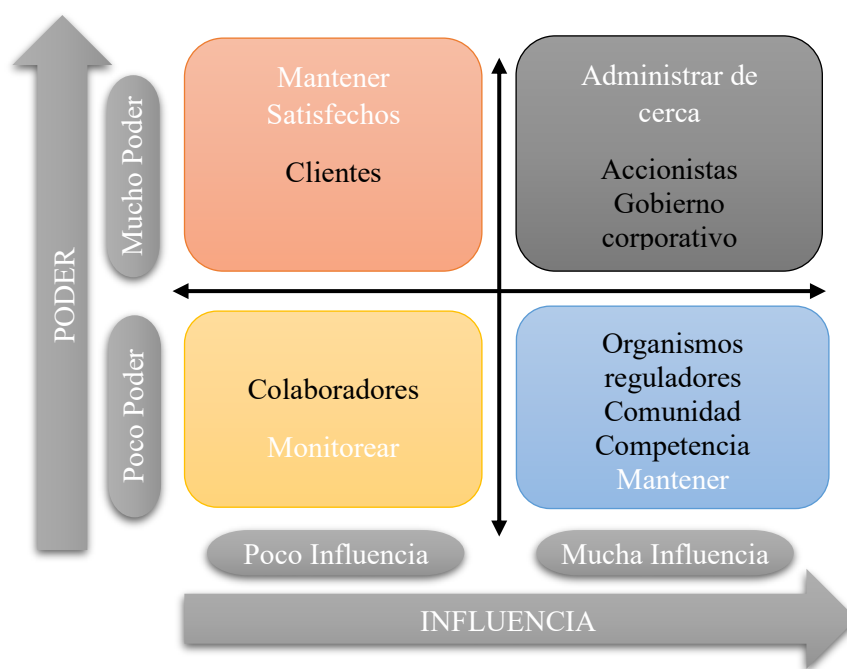 PODER
Mucho Poder
Poco Poder
Mantener
Satisfechos
Clientes
Administrar de
cerca
Accionistas
Gobierno
corporativo
Colaboradores
Monitorear
Organismos
reguladores
Comunidad
Competencia
Mantener
Poco Influencia
Mucha Influencia
INFLUENCIA